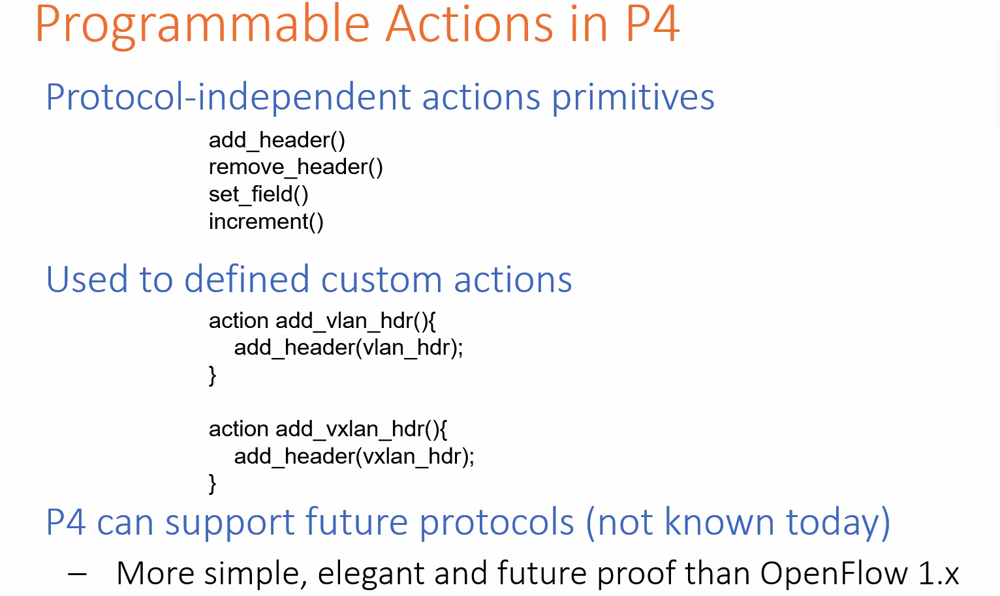 Programmable Actions in P4
Protocol-independent actions primitives
add_header()
remove_header()
set_field()
increment()
Used to defined custom actions
action add_vlan_hdr(){
add_header(vlan_hdr);
}
action add_vxlan_hdr(){
add_header(vxlan_hdr);
}
P4 can support future protocols (not known today)
– More simple, elegant and future proof than OpenFlow 1.x